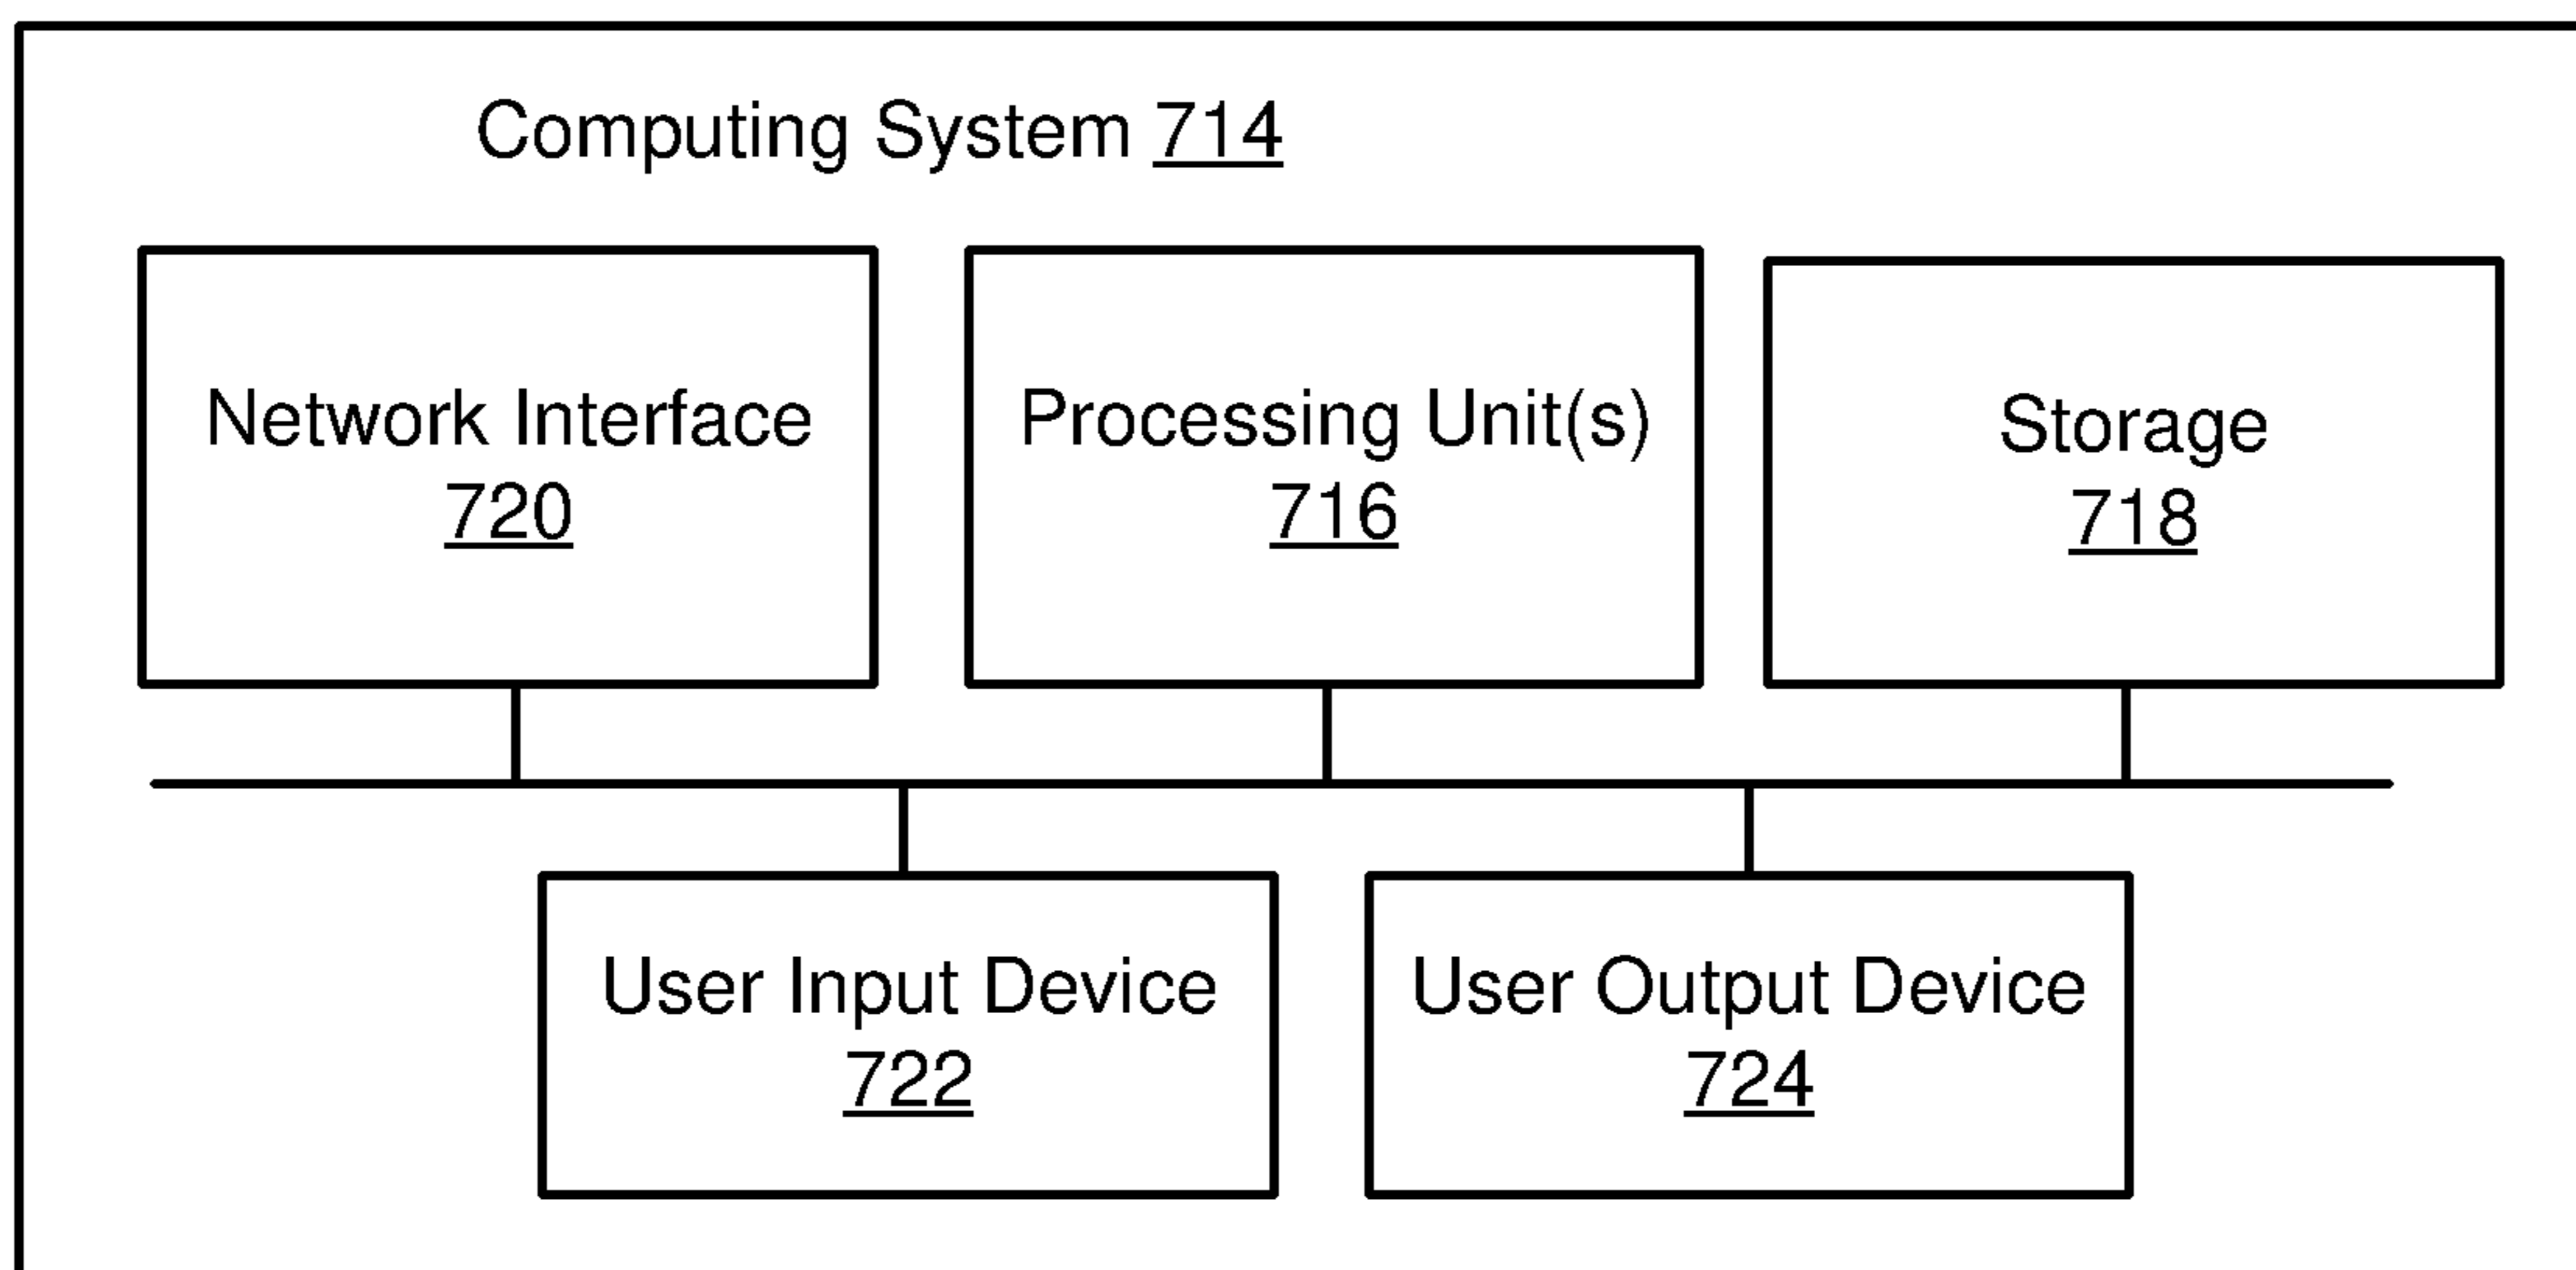 Computing System 714
Network Interface
720
Processing Unit(s)
716
Storage
718
User Input Device
722
User Output Device
724